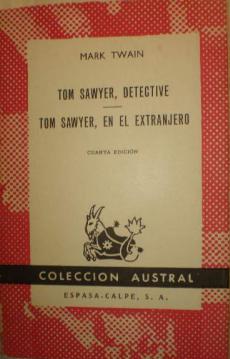 MARK TWAIN
TOM SAWYER, DETECTIVE
TOM SAWYER, EN EL EXTRANJERO
CUARTA EDICIÓN
COLECCION AUSTRAL
ESPASA-CALPE, S. A.